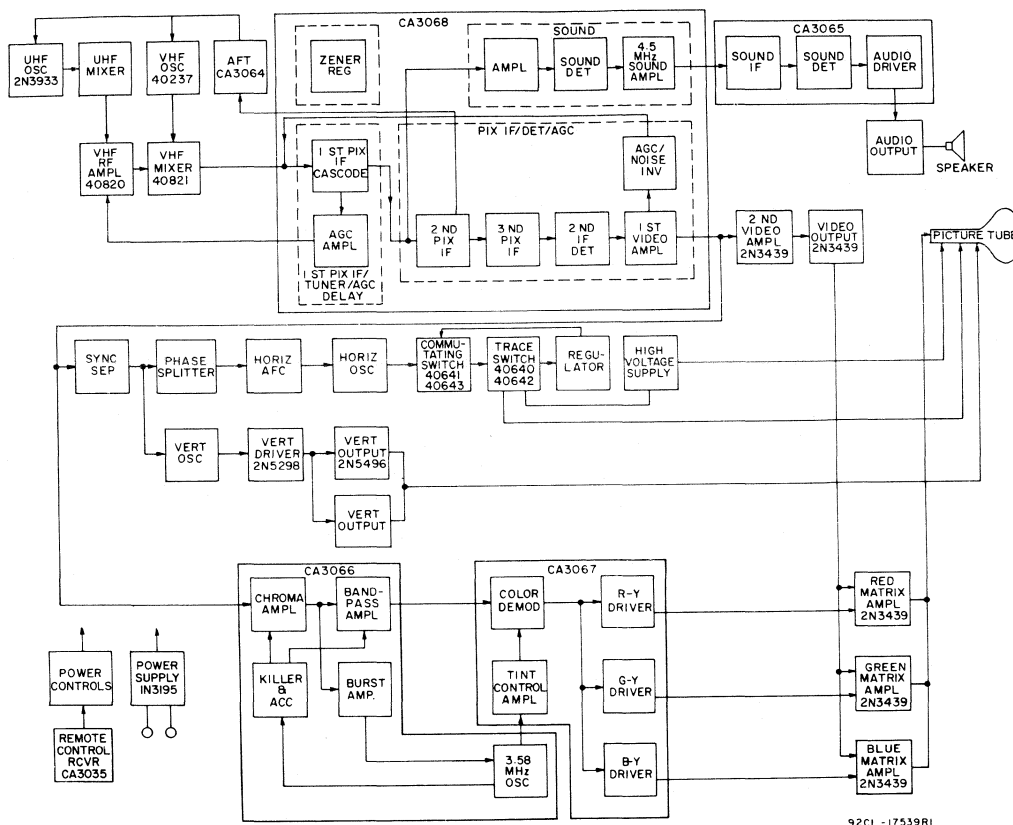 CA3068
SOUND
CA3065
UHF
OSC
2N3933
UHF
MIXER
VHF
OSC
40237
AFT
CA3064
ZENER
REG
AMPL
SOUND
DET
4.5
MHz
SOUND
AMPL
SOUND
IF
SOUND
DET
AUDIO
DRIVER
VHF
RF
AMPL
40820
VHF
MIXER
40821
1 ST PIX
IF
CASCODE
AGC
AMPL
1 ST PIX IF/
TUNER/AGC
DELAY
PIX IF/DET/AGC
AGC/
NOISE
INV
2 ND
PIX
IF
3 ND
PIX
IF
2 ND
IF
DET
1 ST
VIDEO
AMPL
AUDIO
OUTPUT
SPEAKER
2 ND
VIDEO
AMPL
2N3439
VIDEO
OUTPUT
2N3439
PICTURE TUBE
SYNC
SEP
PHASE
SPLITTER
HORIZ
AFC
HORIZ
OSC
COMMU-
TATING
SWITCH
40641
40643
TRACE
SWITCH
40640
40642
REGU-
LATOR
HIGH
VOLTAGE
SUPPLY
VERT
OSC
VERT
DRIVER
2N5298
VERT
OUTPUT
2N5496
VERT
OUTPUT
CA3066
CHROMA
AMPL
BAND-
PASS
AMPL
KILLER
&
ACC
BURST
AMP.
CA3067
COLOR
DEMOD
TINT
CONTROL
AMPL
3.58
MHz
OSC
R-Y
DRIVER
G-Y
DRIVER
B-Y
DRIVER
RED
MATRIX
AMPL
2N3439
GREEN
MATRIX
AMPL
2N3439
BLUE
MATRIX
AMPL
2N3439
POWER
CONTROLS
POWER
SUPPLY
IN3195
REMOTE
CONTROL
RCVR
CA3035
92CL-17539R1